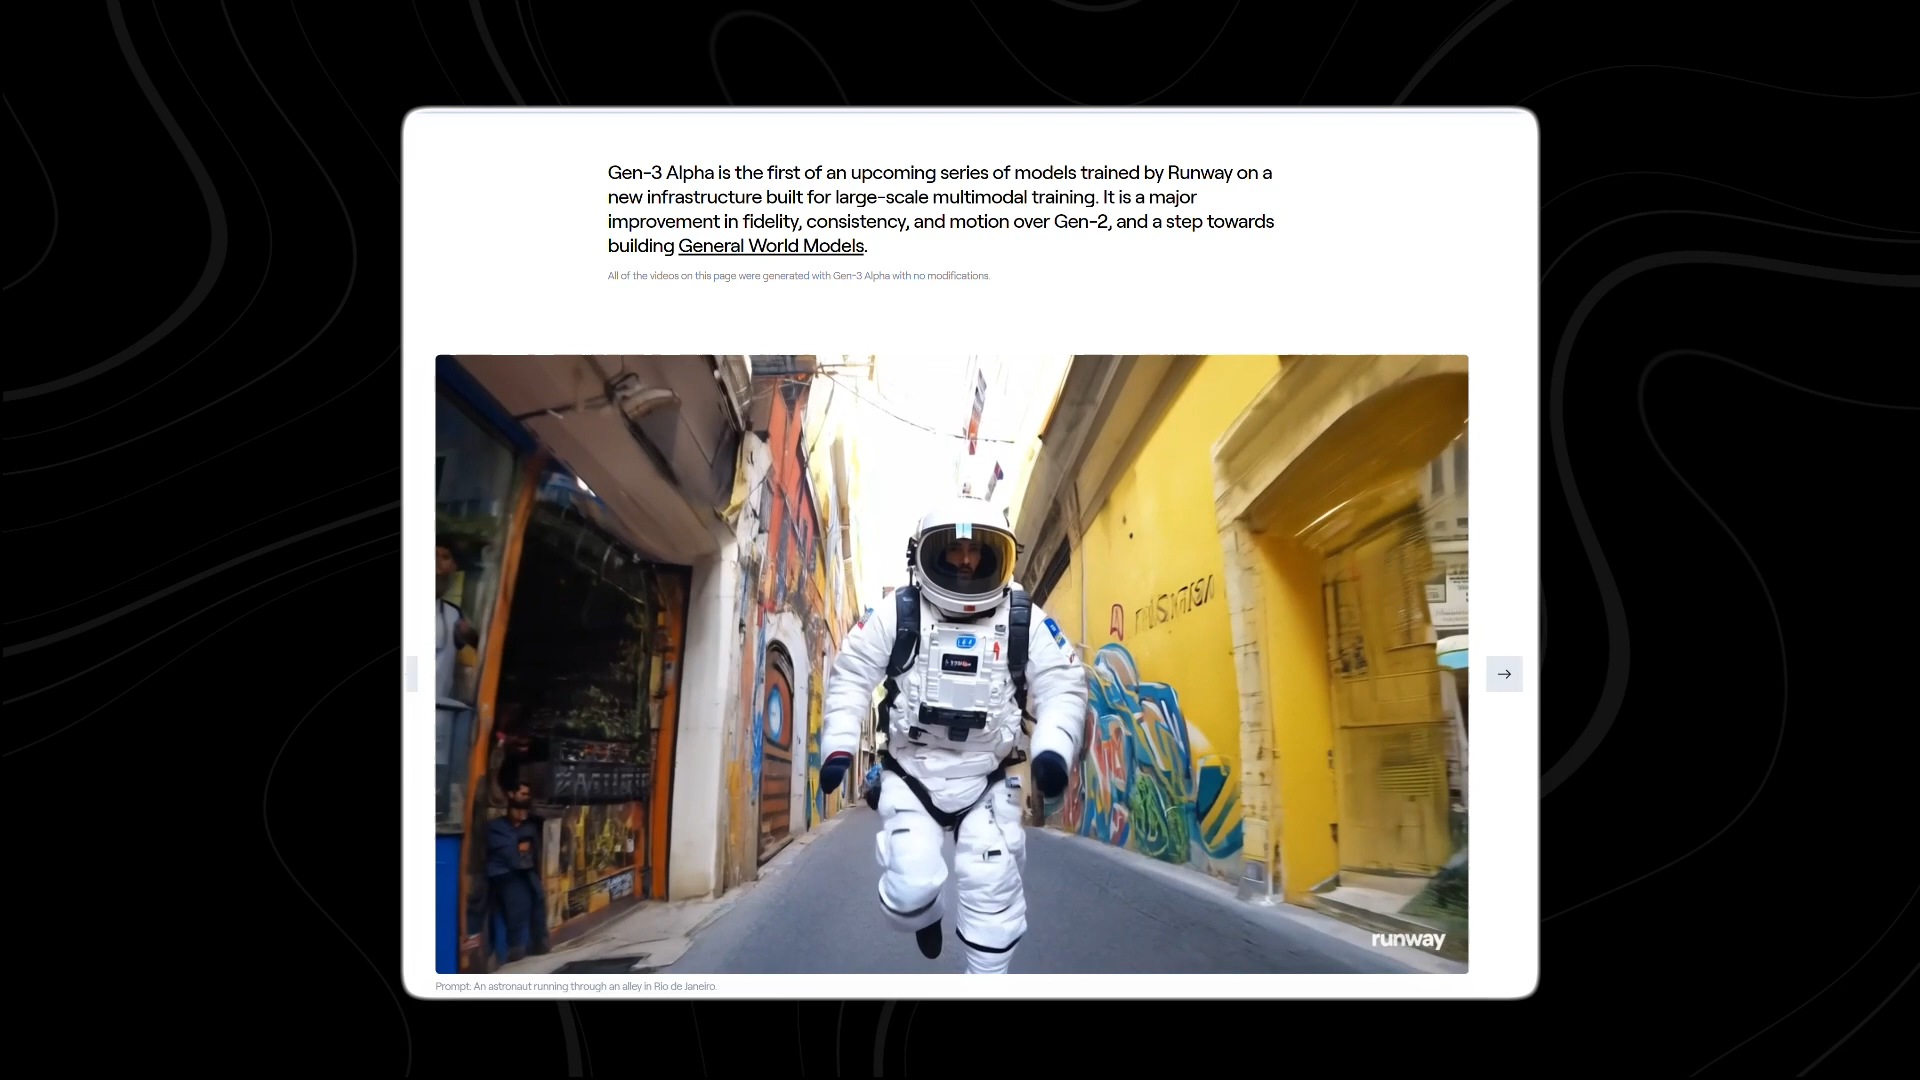 Gen-3 Alpha is the first of an upcoming series of models trained by Runway on a
new infrastructure built for large-scale multimodal training. It is a major
improvement in fidelity, consistency, and motion over Gen-2, and a step towards
building General World Models.
All of the videos on this page were generated with Gen-3 Alpha with no modifications.
runway
Prompt: An astronaut running through an alley in Rio de Janeiro.